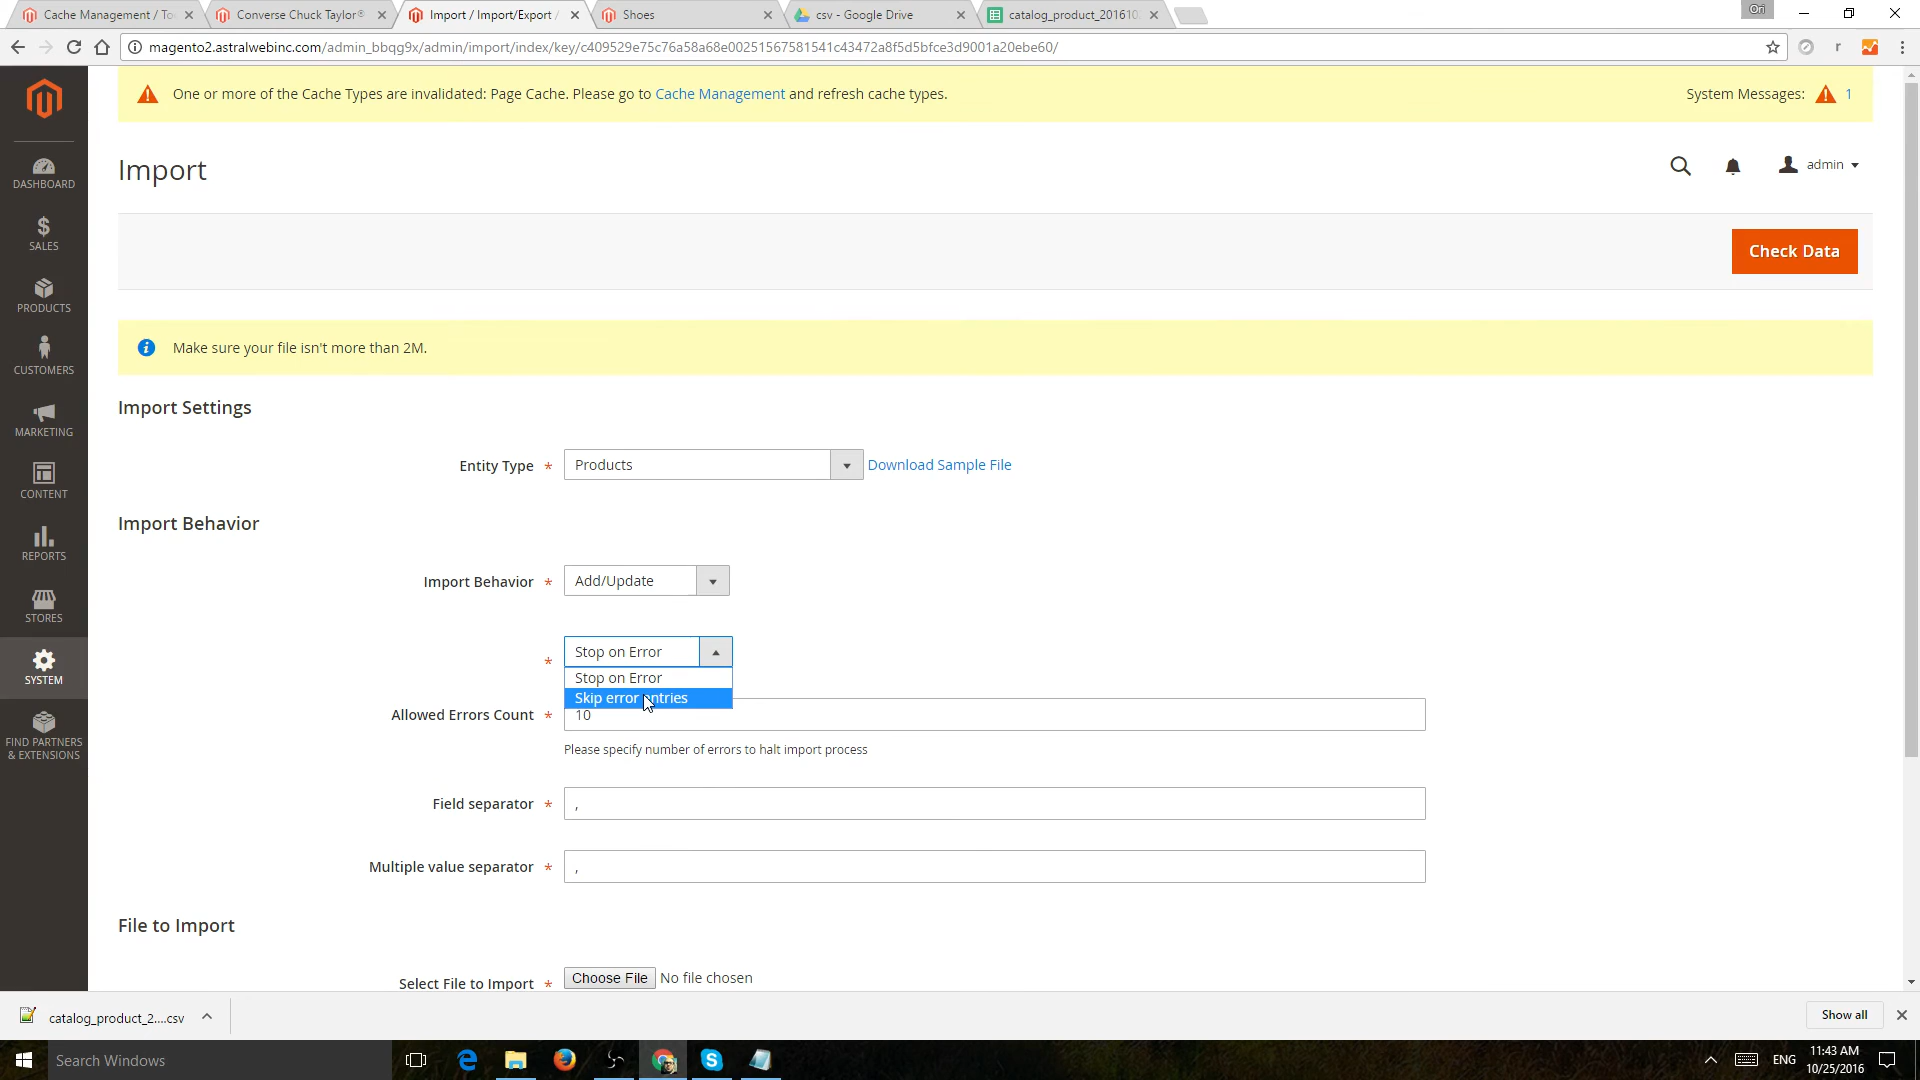 Cache Management / To
Converse Chuck Taylor®
Import / Import/Export /
Shoes
csv - Google Drive
catalog_product_201610
Ori
magento2.astralwebinc.com/admin_bbqg9x/admin/import/index/key/c409529e75c76a58a68e00251567581541c43472a8f5d5bfce3d9001a20ebe60/
r
One or more of the Cache Types are invalidated: Page Cache. Please go to Cache Management and refresh cache types.
System Messages: 1
Import
admin
Check Data
Make sure your file isn't more than 2M.
DASHBOARD
SALES
PRODUCTS
CUSTOMERS
MARKETING
CONTENT
REPORTS
STORES
SYSTEM
FIND PARTNERS
& EXTENSIONS
Import Settings
Entity Type * Products Download Sample File
Import Behavior
Import Behavior * Add/Update
* Stop on Error
Stop on Error
Skip error entries
Allowed Errors Count * 10
Please specify number of errors to halt import process
Field separator * ,
Multiple value separator * ,
File to Import
Select File to Import * Choose File No file chosen
catalog_product_2....csv
Show all
Search Windows
ENG
11:43 AM
10/25/2016